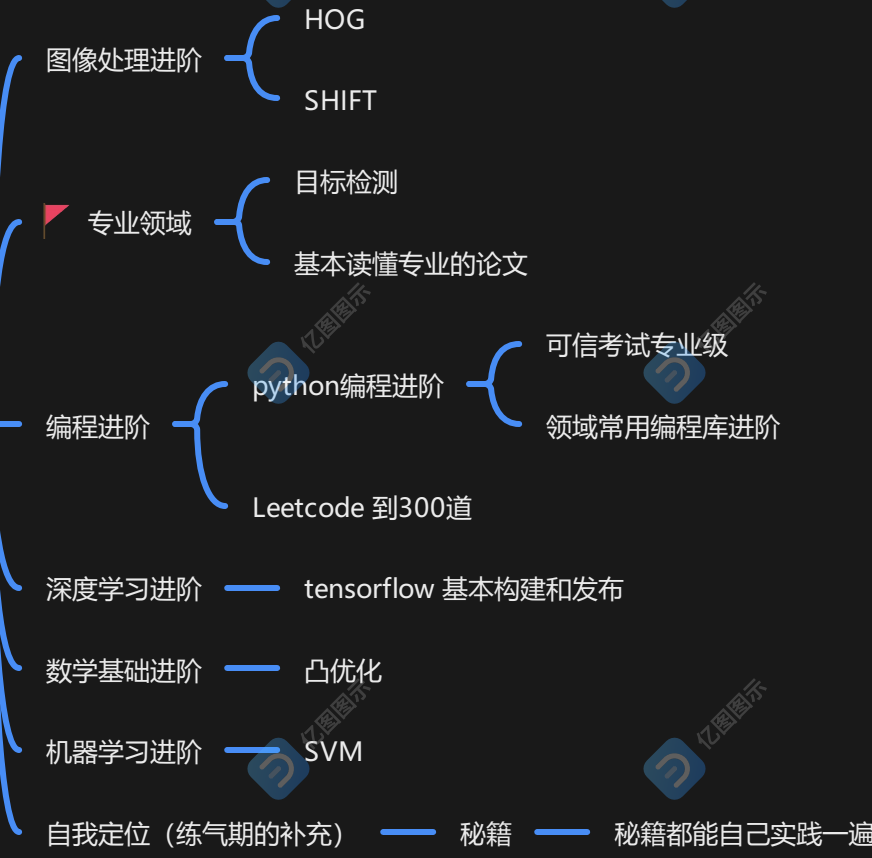 图像处理进阶
HOG
SHIFT
专业领域
目标检测
基本读懂专业的论文
编程进阶
python编程进阶
可信考试专业级
领域常用编程库进阶
Leetcode 到300道
深度学习进阶
tensorflow 基本构建和发布
数学基础进阶
凸优化
机器学习进阶
SVM
自我定位（练气期的补充）
秘籍
秘籍都能自己实践一遍
亿图图示
亿图图示
亿图图示
亿图图示